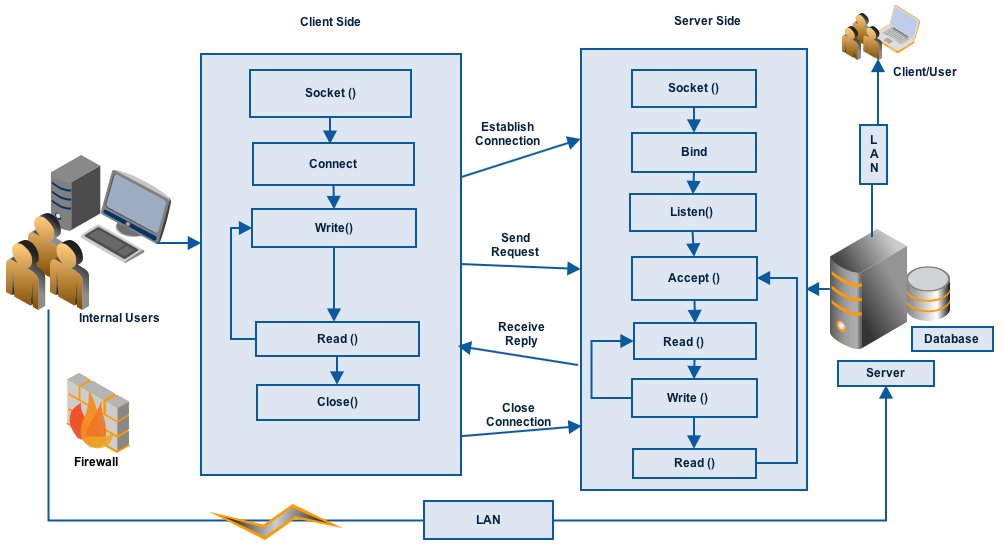 Client Side
Server Side
Socket ()
Connect
Write()
Read ()
Close()
Establish
Connection
Send
Request
Receive
Reply
Close
Connection
Socket ()
Bind
Listen()
Accept ()
Read ()
Write ()
Read ()
Client/User
L
A
N
Database
Server
Internal Users
Firewall
LAN